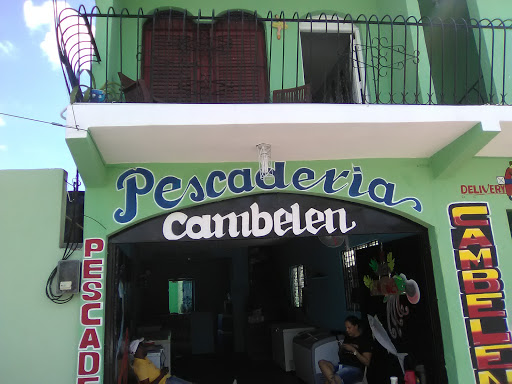 Pescaderia
Cambelen
DELIVERY
PESCADE
CAMBELEN